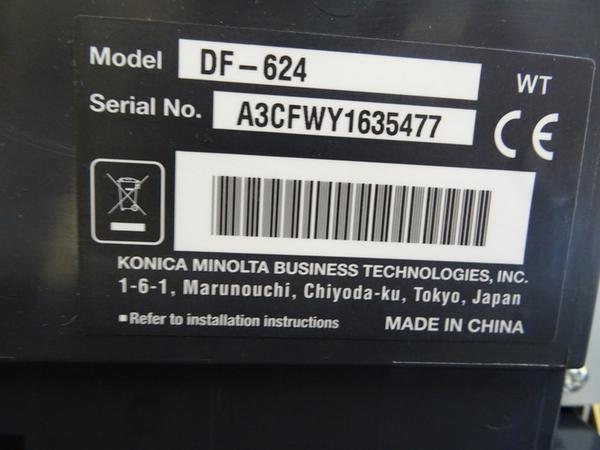 Model DF-624
WT
Serial No. A3CFWY1635477
CE
KONICA MINOLTA BUSINESS TECHNOLOGIES, INC.
1-6-1, Marunouchi, Chiyoda-ku, Tokyo, Japan
▪Refer to installation instructions
MADE IN CHINA